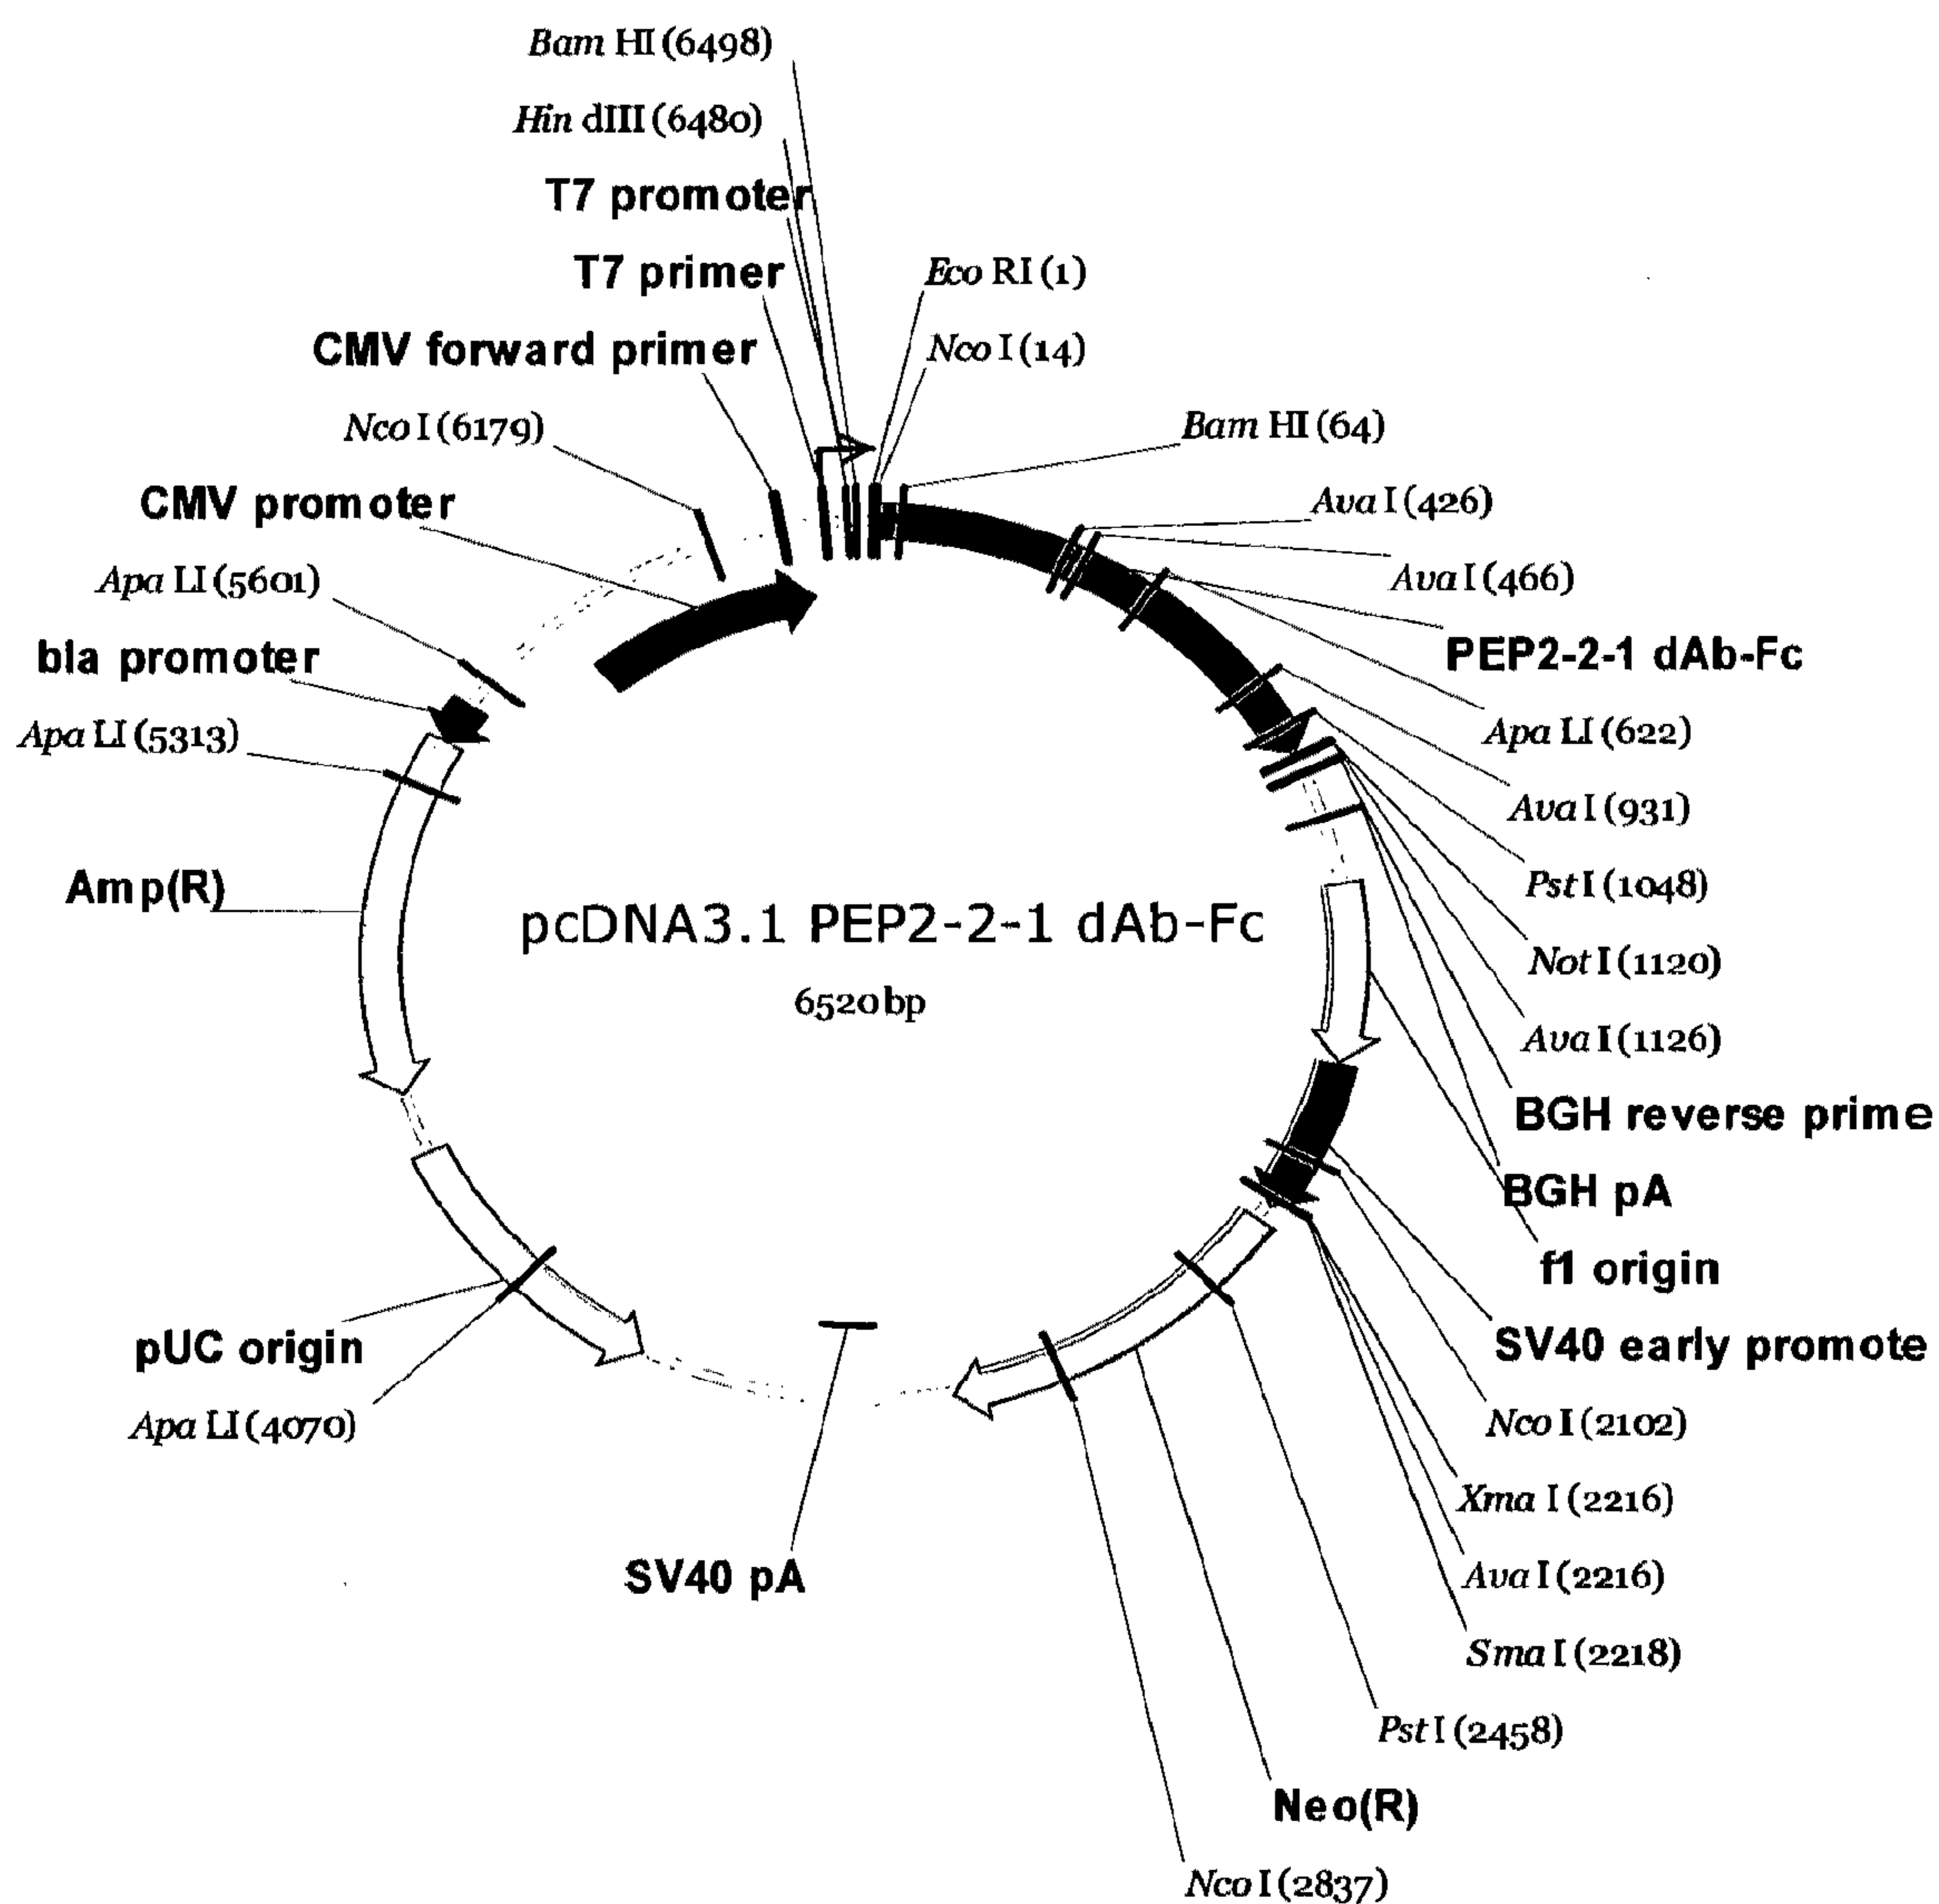 Bam HI (6498)
Hin dIII (6480)
T7 promoter
T7 primer
CMV forward primer
Nco I (6179)
CMV promoter
Apa LI (5601)
bla promoter
Apa LI (5313)
Amp(R)
pUC origin
Apa LI (4070)
SV40 pA
Eco RI (1)
Nco I (14)
Bam HI (64)
Ava I (426)
Ava I (466)
PEP2-2-1 dAb-Fc
Apa LI (622)
Ava I (931)
Pst I (1048)
Not I (1120)
Ava I (1126)
BGH reverse prime
BGH pA
f1 origin
SV40 early promote
Nco I (2102)
Xma I (2216)
Ava I (2216)
Sma I (2218)
Pst I (2458)
Neo(R)
Nco I (2837)
pcDNA3.1 PEP2-2-1 dAb-Fc
6520 bp